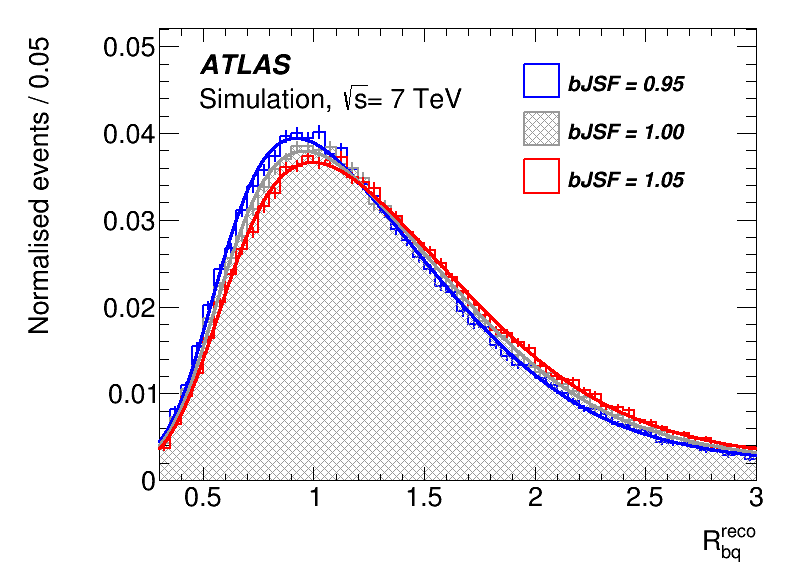 ATLAS
Simulation, √s= 7 TeV
bJSF = 0.95
bJSF = 1.00
bJSF = 1.05
Normalised events / 0.05
0.05
0.04
0.03
0.02
0.01
0
0.5 1 1.5 2 2.5 3
R_bq^reco